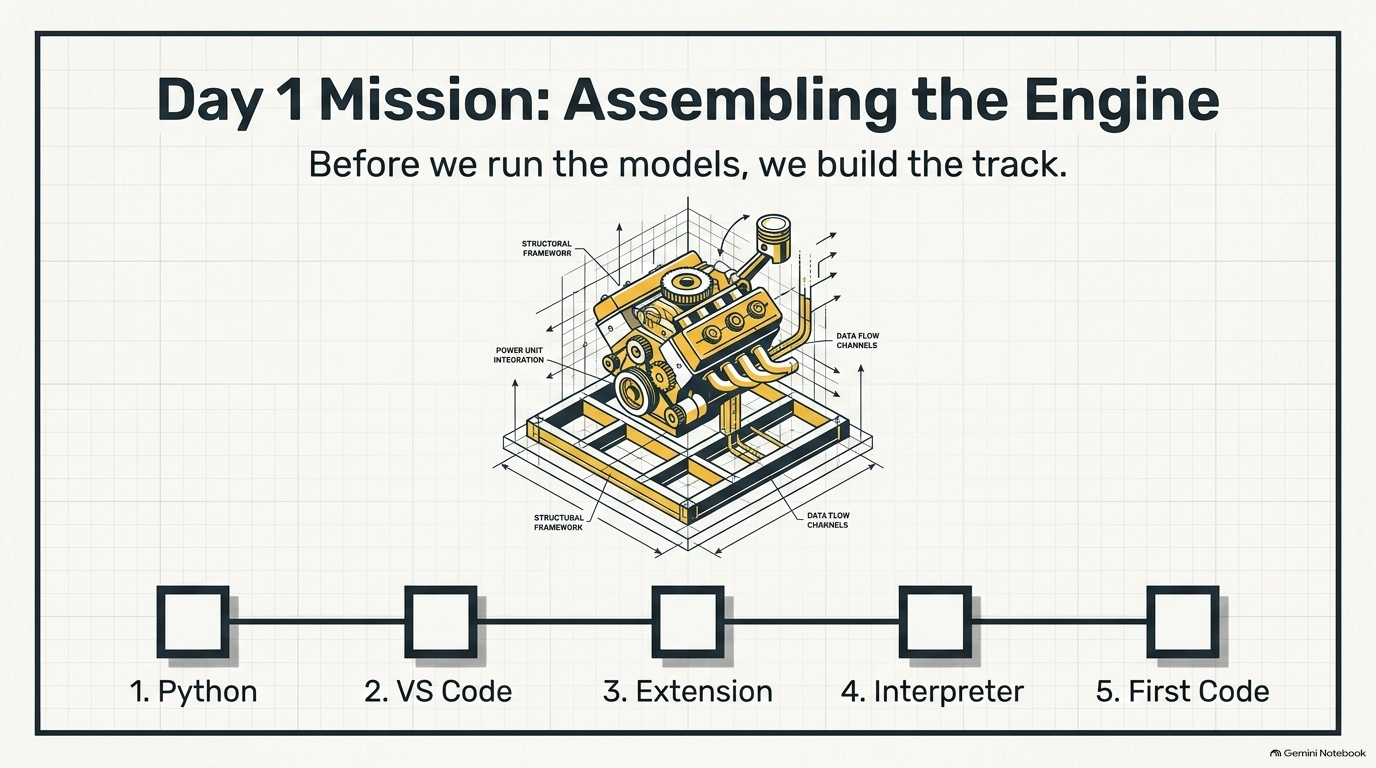 Day 1 Mission: Assembling the Engine
Before we run the models, we build the track.
STRUCTORAL
FRAMEWORR
POWER UNIT
INTEORATION
DATA FLOW
CHANNELS
STRUCTUBAL
FRAMEWORK
DATA TLOW
CHARNELS
1. Python
2. VS Code
3. Extension
4. Interpreter
5. First Code
Gemini Notebook